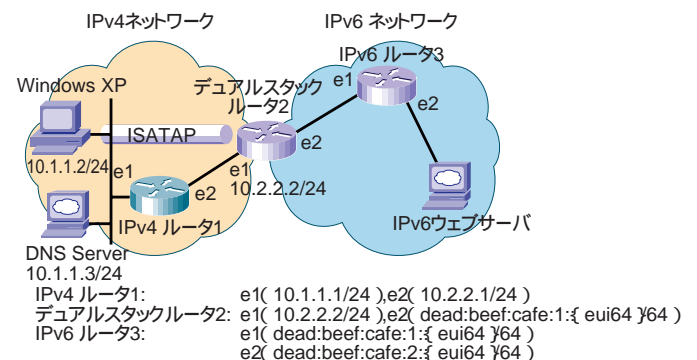 IPv4ネットワーク
IPv6 ネットワーク
IPv6 ルータ3
Windows XP
デュアルスタック
ルータ2
e1
e2
ISATAP
e2
10.1.1.2/24
e1
e1
10.2.2.2/24
e2
IPv4 ルータ1
IPv6ウェブサーバ
DNS Server
10.1.1.3/24
IPv4 ルータ1: e1( 10.1.1.1/24 ),e2( 10.2.2.1/24 )
デュアルスタックルータ2: e1( 10.2.2.2/24 ),e2( dead:beef:cafe:1:{ eui64 }/64 )
IPv6 ルータ3: e1( dead:beef:cafe:1:{ eui64 }/64 )
e2( dead:beef:cafe:2:{ eui64 }/64 )